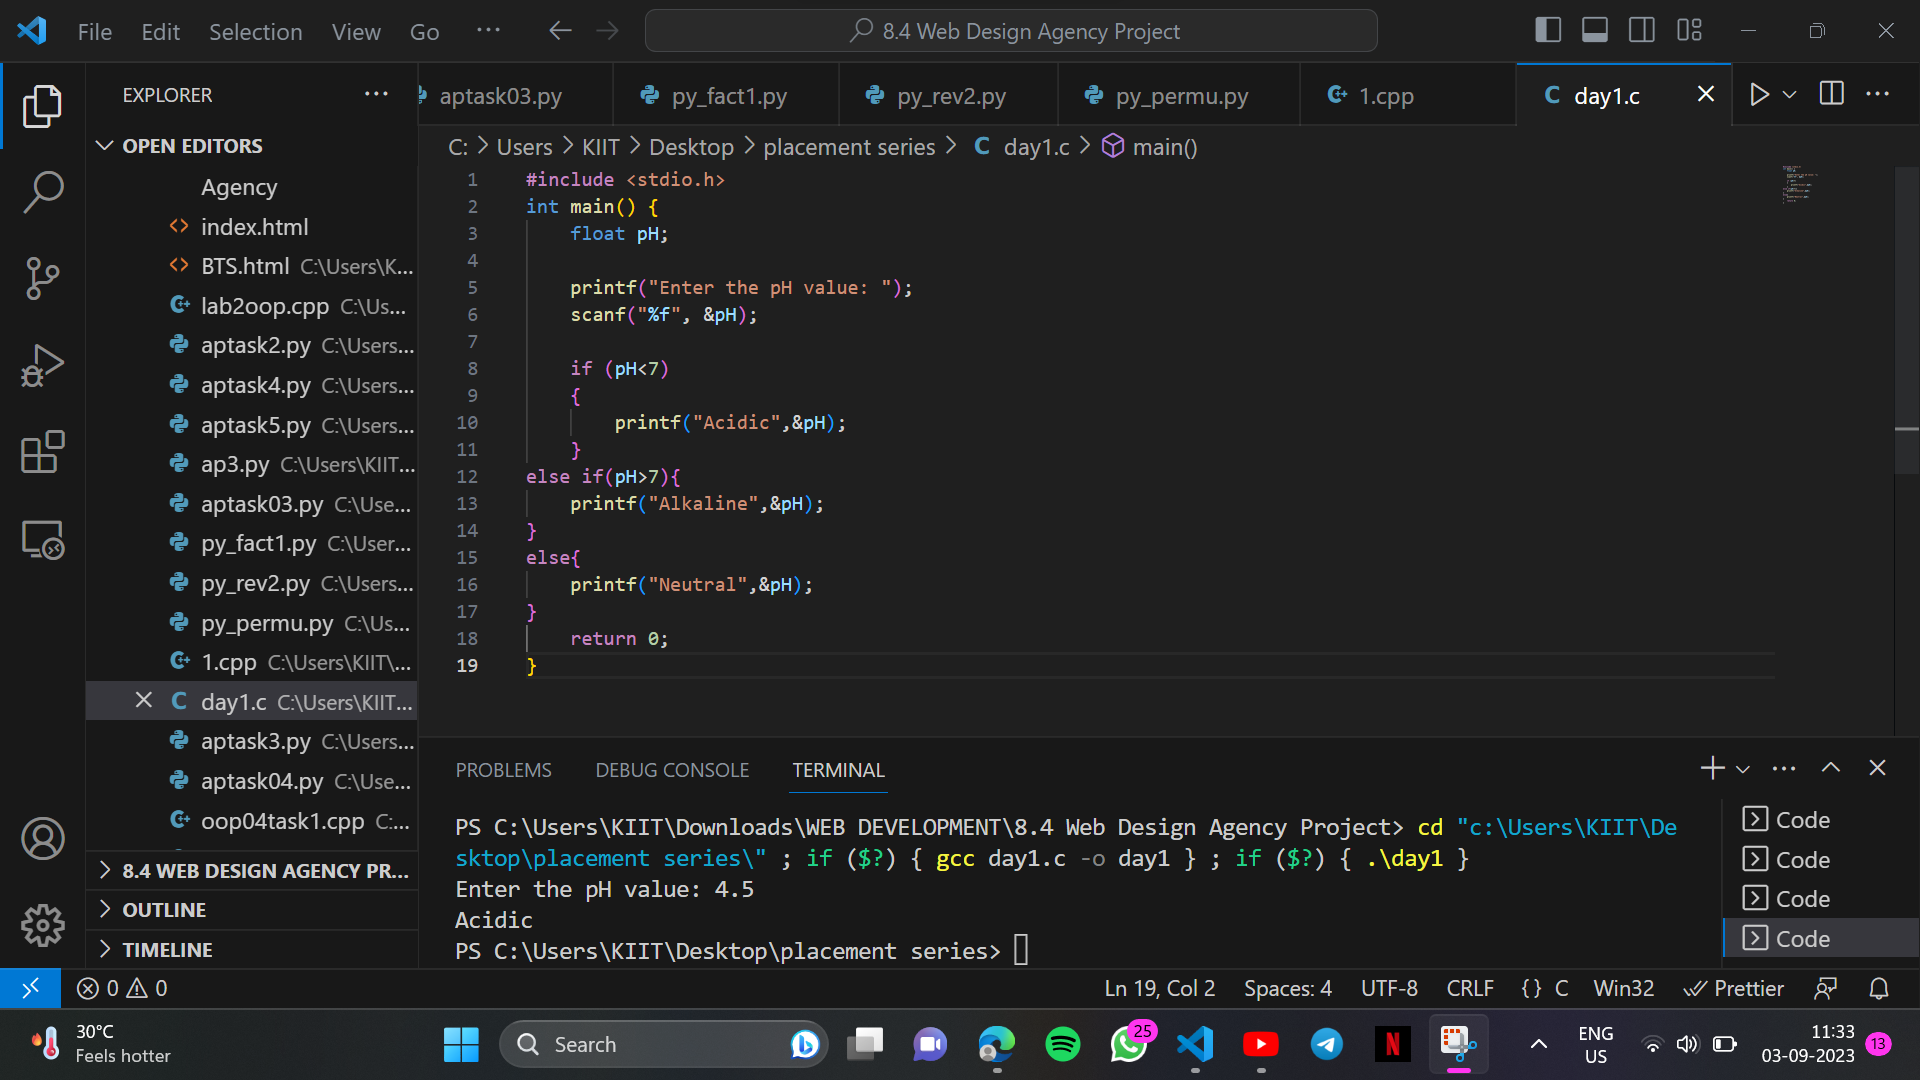 File Edit Selection View Go ...
8.4 Web Design Agency Project
EXPLORER
OPEN EDITORS
Agency
index.html
BTS.html C:\Users\K...
lab2oop.cpp C:\Us...
aptask2.py C:\Users...
aptask4.py C:\Users...
aptask5.py C:\Users...
ap3.py C:\Users\KIIT...
aptask03.py C:\Use...
py_fact1.py C:\User...
py_rev2.py C:\Users...
py_permu.py C:\Us...
1.cpp C:\Users\KIIT\...
day1.c C:\Users\KIIT...
aptask3.py C:\Users...
aptask04.py C:\Use...
oop04task1.cpp C:...
8.4 WEB DESIGN AGENCY PR...
OUTLINE
TIMELINE
aptask03.py py_fact1.py py_rev2.py py_permu.py 1.cpp day1.c
C: > Users > KIIT > Desktop > placement series > C day1.c > main()
1 #include <stdio.h>
2 int main() {
3 float pH;
4
5 printf("Enter the pH value: ");
6 scanf("%f", &pH);
7
8 if (pH<7)
9 {
10 printf("Acidic",&pH);
11 }
12 else if(pH>7){
13 printf("Alkaline",&pH);
14 }
15 else{
16 printf("Neutral",&pH);
17 }
18 return 0;
19 }
PROBLEMS DEBUG CONSOLE TERMINAL
PS C:\Users\KIIT\Downloads\WEB DEVELOPMENT\8.4 Web Design Agency Project> cd "c:\Users\KIIT\De
sktop\placement series\" ; if ($?) { gcc day1.c -o day1 } ; if ($?) { .\day1 }
Enter the pH value: 4.5
Acidic
PS C:\Users\KIIT\Desktop\placement series>
Code
Code
Code
Code
0 0
Ln 19, Col 2 Spaces: 4 UTF-8 CRLF {} C Win32 Prettier
30°C
Feels hotter
Search
25
N
ENG
US
11:33
03-09-2023
13